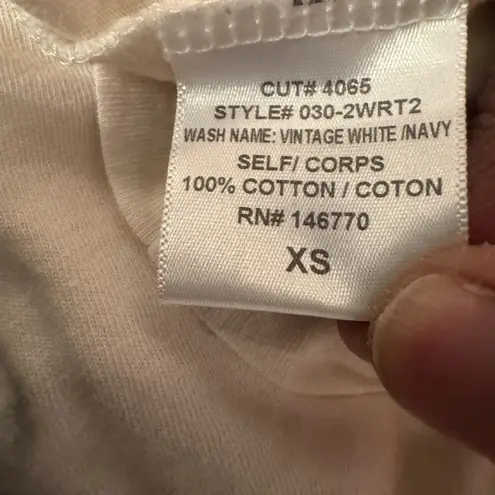 CUT# 4065
STYLE# 030-2WRT2
WASH NAME: VINTAGE WHITE /NAVY
SELF/ CORPS
100% COTTON / COTON
RN# 146770
XS